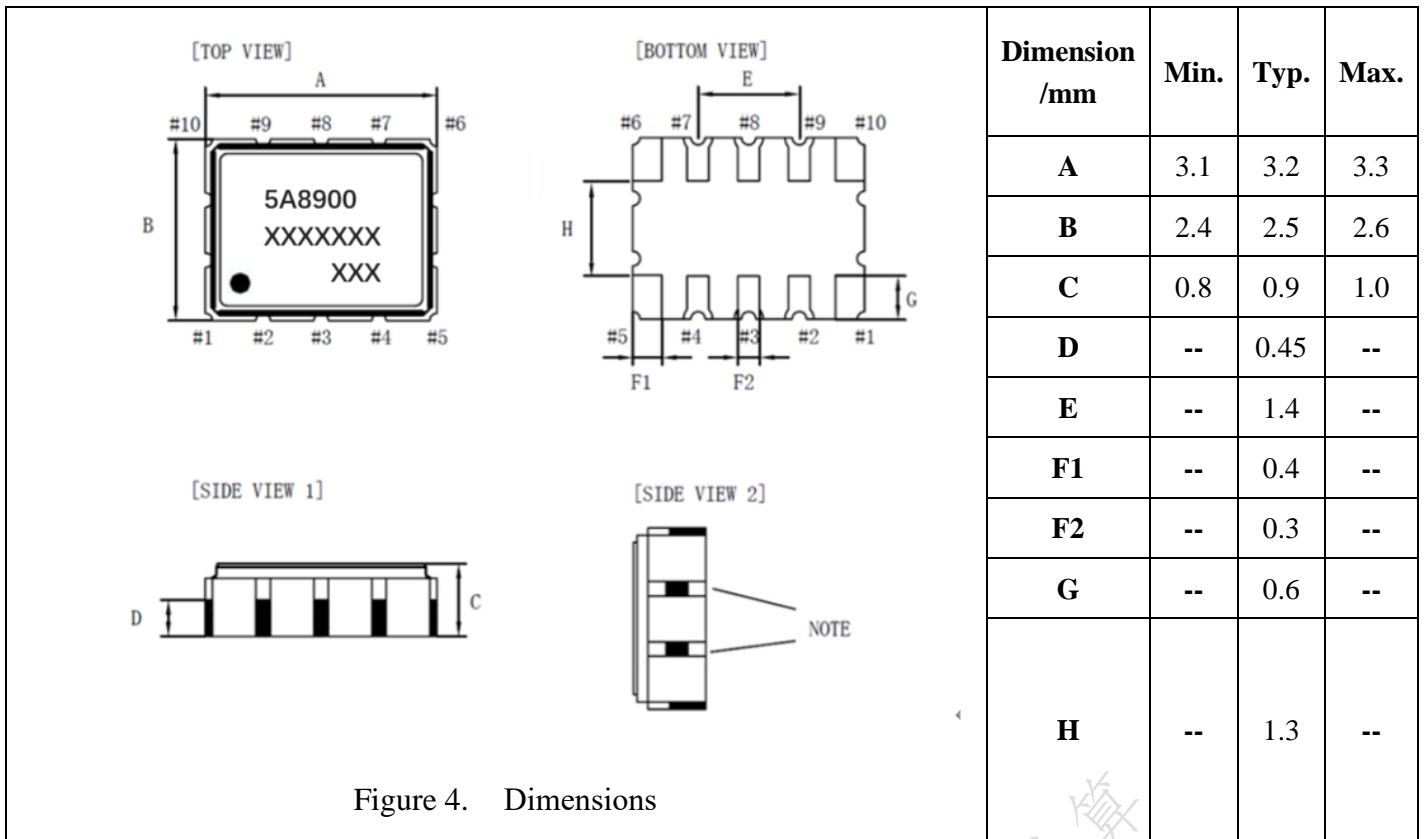 [TOP VIEW]
A
#10 #9 #8 #7 #6
B
5A8900
XXXXXXX
XXX
#1 #2 #3 #4 #5
[BOTTOM VIEW]
E
#6 #7 #8 #9 #10
H
G
#5 #4 #3 #2 #1
F1 F2
[SIDE VIEW 1]
D
C
[SIDE VIEW 2]
NOTE
Figure 4. Dimensions
Dimension /mm Min. Typ. Max.
A 3.1 3.2 3.3
B 2.4 2.5 2.6
C 0.8 0.9 1.0
D -- 0.45 --
E -- 1.4 --
F1 -- 0.4 --
F2 -- 0.3 --
G -- 0.6 --
H -- 1.3 --
算